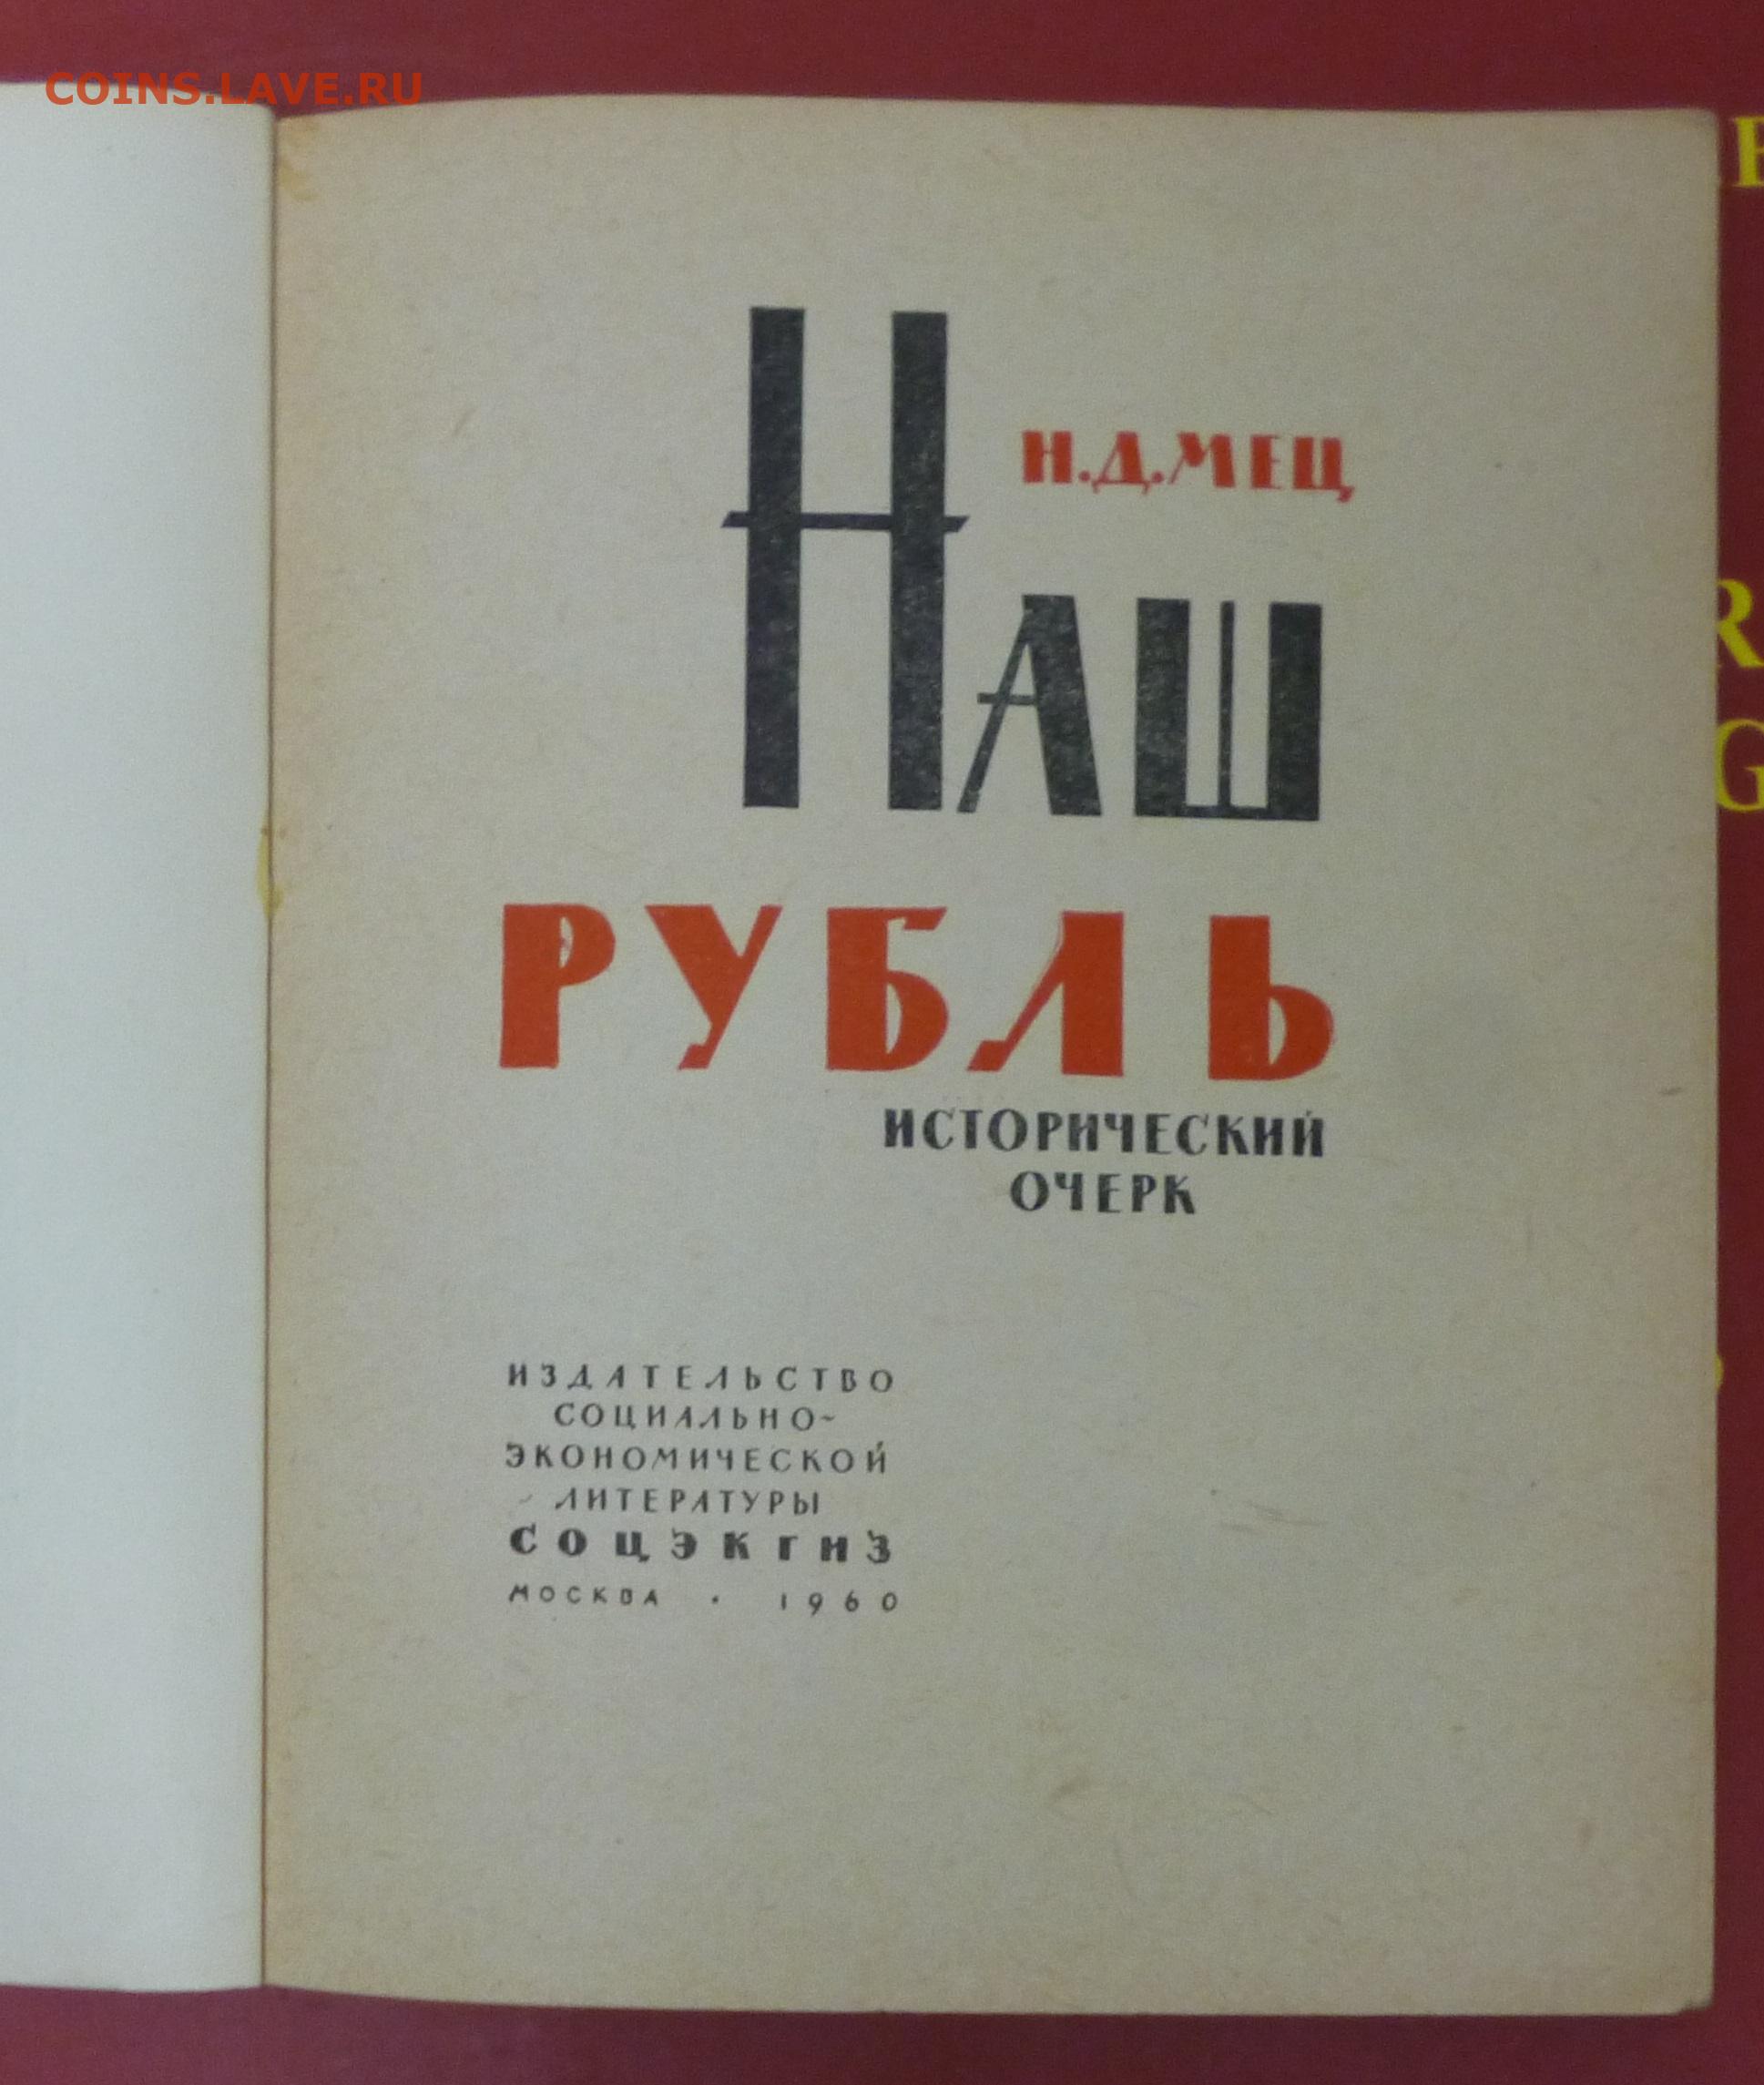 COINS.LAVE.RU
Н.Д.МЕЦ
НАШ
РУБЛЬ
ИСТОРИЧЕСКИЙ
ОЧЕРК
ИЗДАТЕЛЬСТВО
СОЦИАЛЬНО-
ЭКОНОМИЧЕСКОЙ
ЛИТЕРАТУРЫ
СОЦЭКГИЗ
МОСКВА · 1960
R
G